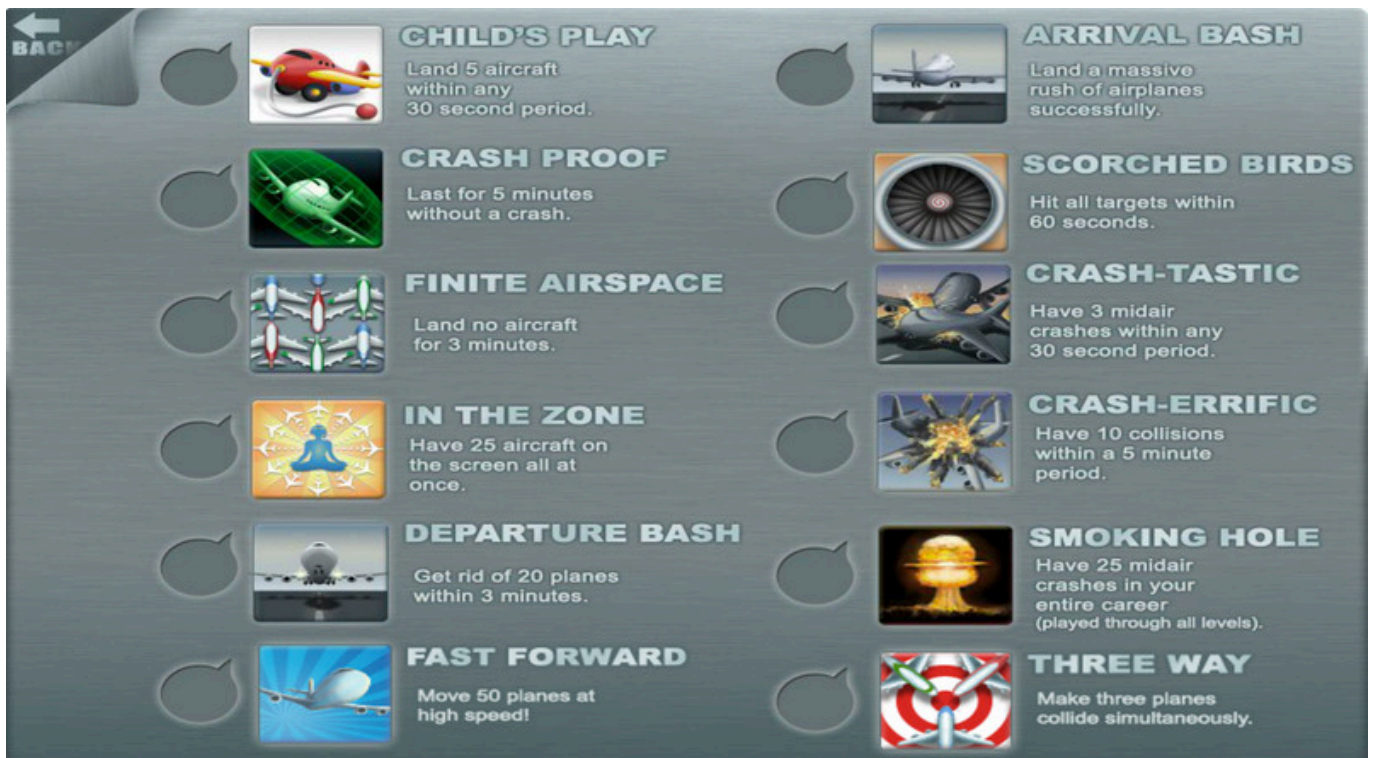 BACK
CHILD'S PLAY
Land 5 aircraft
within any
30 second period.
CRASH PROOF
Last for 5 minutes
without a crash.
FINITE AIRSPACE
Land no aircraft
for 3 minutes.
IN THE ZONE
Have 25 aircraft on
the screen all at
once.
DEPARTURE BASH
Get rid of 20 planes
within 3 minutes.
FAST FORWARD
Move 50 planes at
high speed!
ARRIVAL BASH
Land a massive
rush of airplanes
successfully.
SCORCHED BIRDS
Hit all targets within
60 seconds.
CRASH-TASTIC
Have 3 midair
crashes within any
30 second period.
CRASH-ERRIFIC
Have 10 collisions
within a 5 minute
period.
SMOKING HOLE
Have 25 midair
crashes in your
entire career
(played through all levels).
THREE WAY
Make three planes
collide simultaneously.